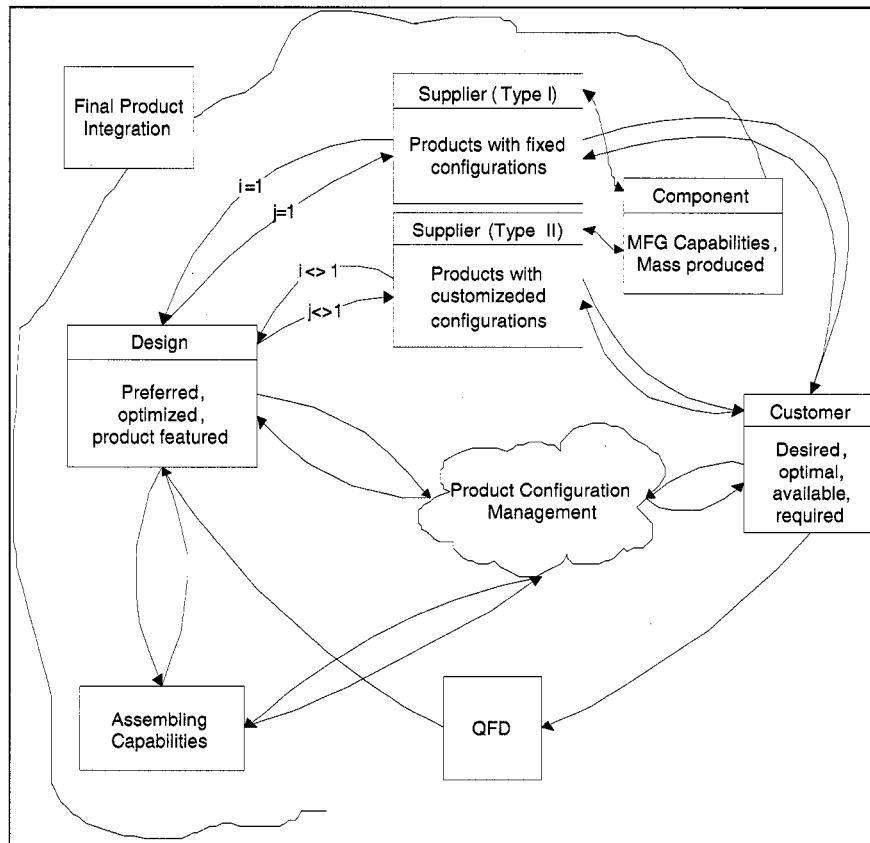 Final Product
Integration
Supplier (Type I)
Products with fixed
configurations
i=1
j=1
Component
MFG Capabilities,
Mass produced
Supplier (Type II)
Products with
customizeded
configurations
i<>1
j<>1
Design
Preferred,
optimized,
product featured
Customer
Desired,
optimal,
available,
required
Product Configuration
Management
Assembling
Capabilities
QFD